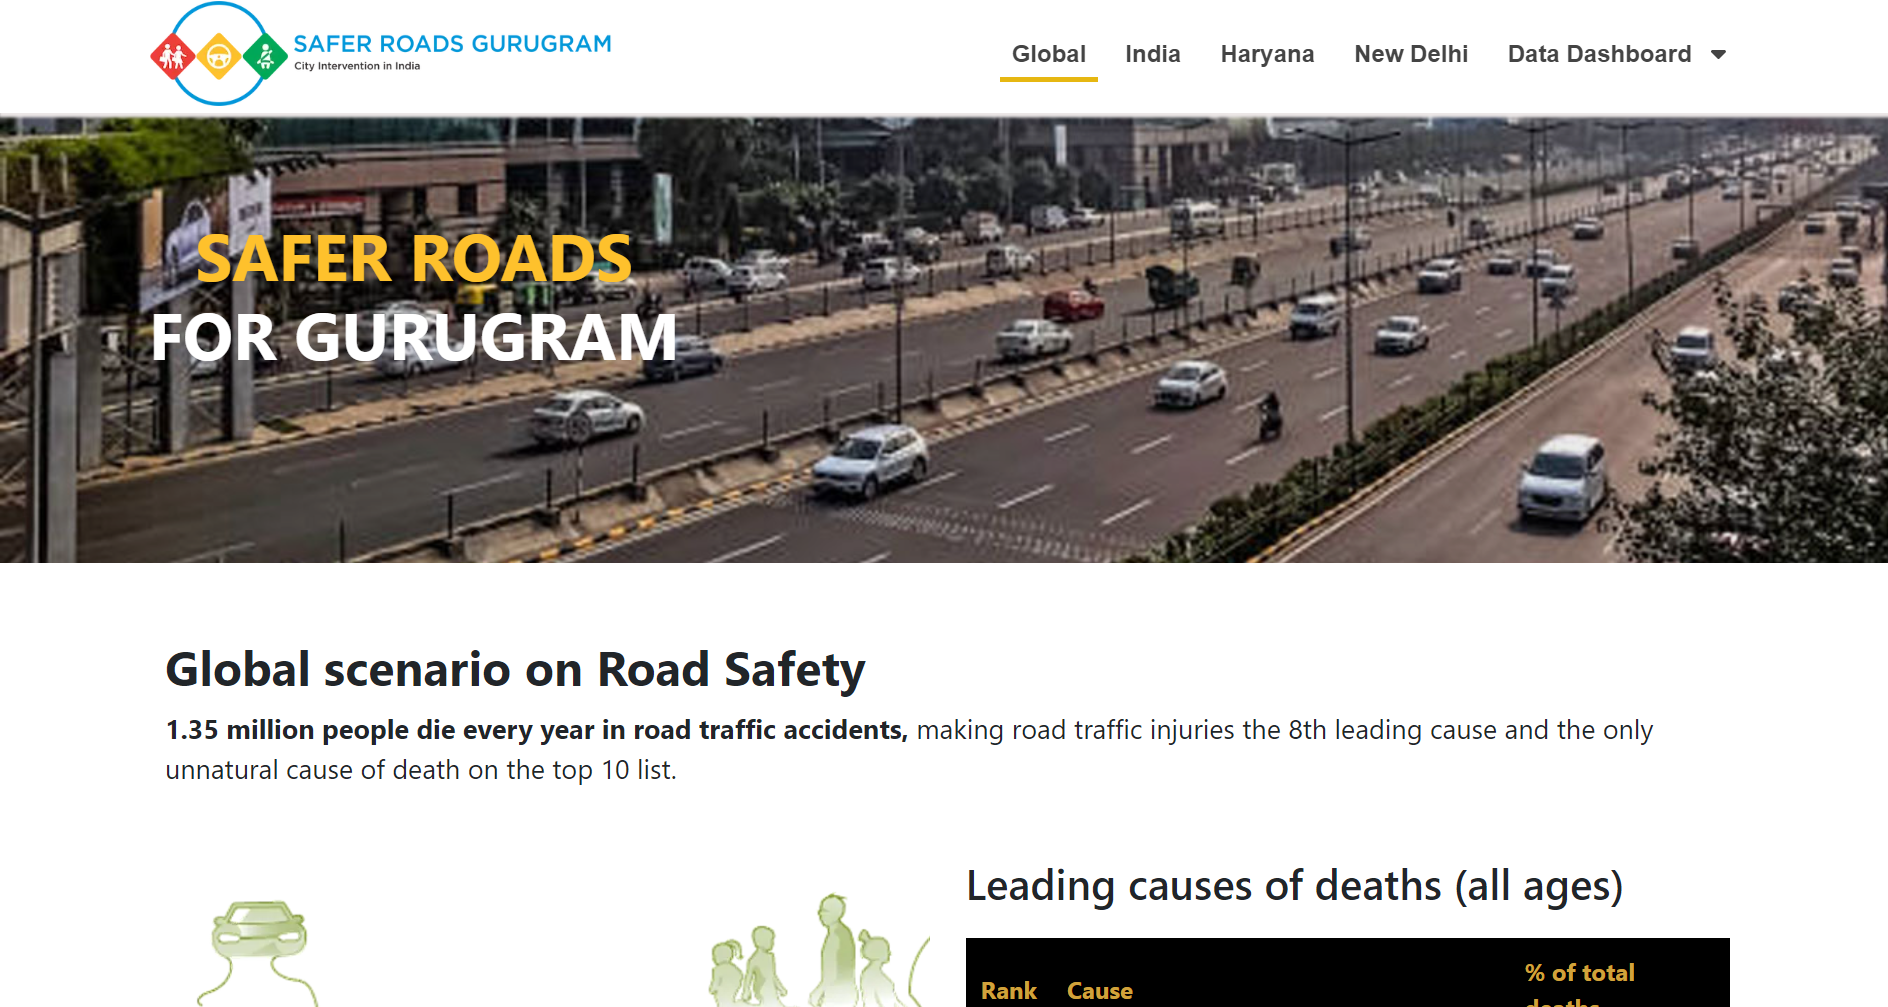 SAFER ROADS GURUGRAM
City Intervention in India
Global India Haryana New Delhi Data Dashboard
SAFER ROADS
FOR GURUGRAM
Global scenario on Road Safety
1.35 million people die every year in road traffic accidents, making road traffic injuries the 8th leading cause and the only
unnatural cause of death on the top 10 list.
Leading causes of deaths (all ages)
Rank Cause % of total
deaths